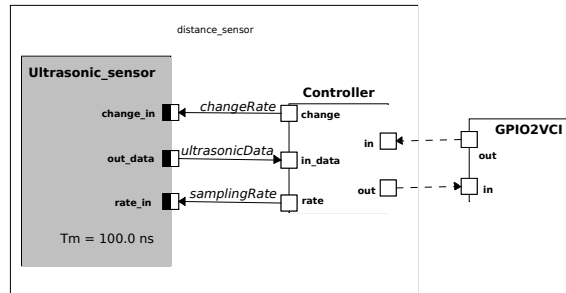 distance_sensor
Ultrasonic_sensor
Controller
change_in
changeRate
change
GPIO2VCI
in
out
out_data
ultrasonicData
in_data
out
in
rate_in
samplingRate
rate
Tm = 100.0 ns